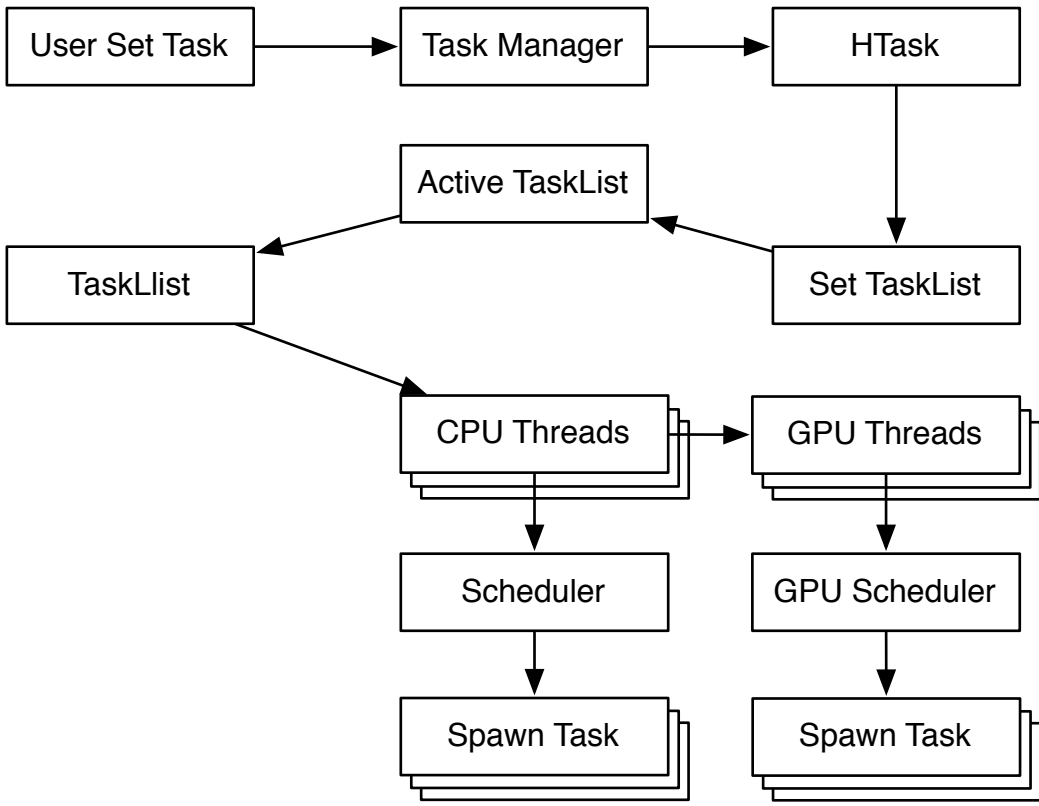 User Set Task
Task Manager
HTask
Active TaskList
TaskLlist
Set TaskList
CPU Threads
GPU Threads
Scheduler
GPU Scheduler
Spawn Task
Spawn Task